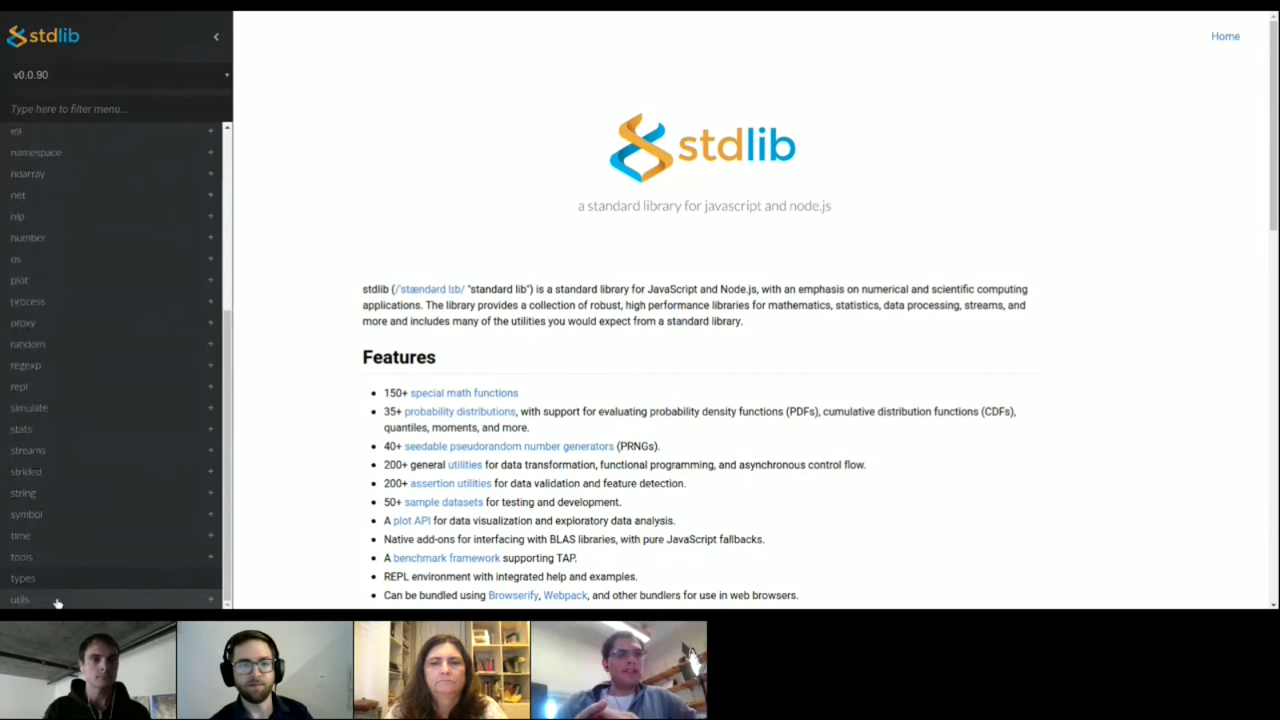 stdlib
v0.0.90
Type here to filter menu...
ml
namespace
ndarray
net
nlp
number
os
plot
process
proxy
random
regexp
repl
simulate
stats
streams
strided
string
symbol
time
tools
types
utils
Home
stdlib
a standard library for javascript and node.js
stdlib (/ˈstændərd lɪb/ "standard lib") is a standard library for JavaScript and Node.js, with an emphasis on numerical and scientific computing
applications. The library provides a collection of robust, high performance libraries for mathematics, statistics, data processing, streams, and
more and includes many of the utilities you would expect from a standard library.
Features
150+ special math functions
35+ probability distributions, with support for evaluating probability density functions (PDFs), cumulative distribution functions (CDFs),
quantiles, moments, and more.
40+ seedable pseudorandom number generators (PRNGs).
200+ general utilities for data transformation, functional programming, and asynchronous control flow.
200+ assertion utilities for data validation and feature detection.
50+ sample datasets for testing and development.
A plot API for data visualization and exploratory data analysis.
Native add-ons for interfacing with BLAS libraries, with pure JavaScript fallbacks.
A benchmark framework supporting TAP.
REPL environment with integrated help and examples.
Can be bundled using Browserify, Webpack, and other bundlers for use in web browsers.